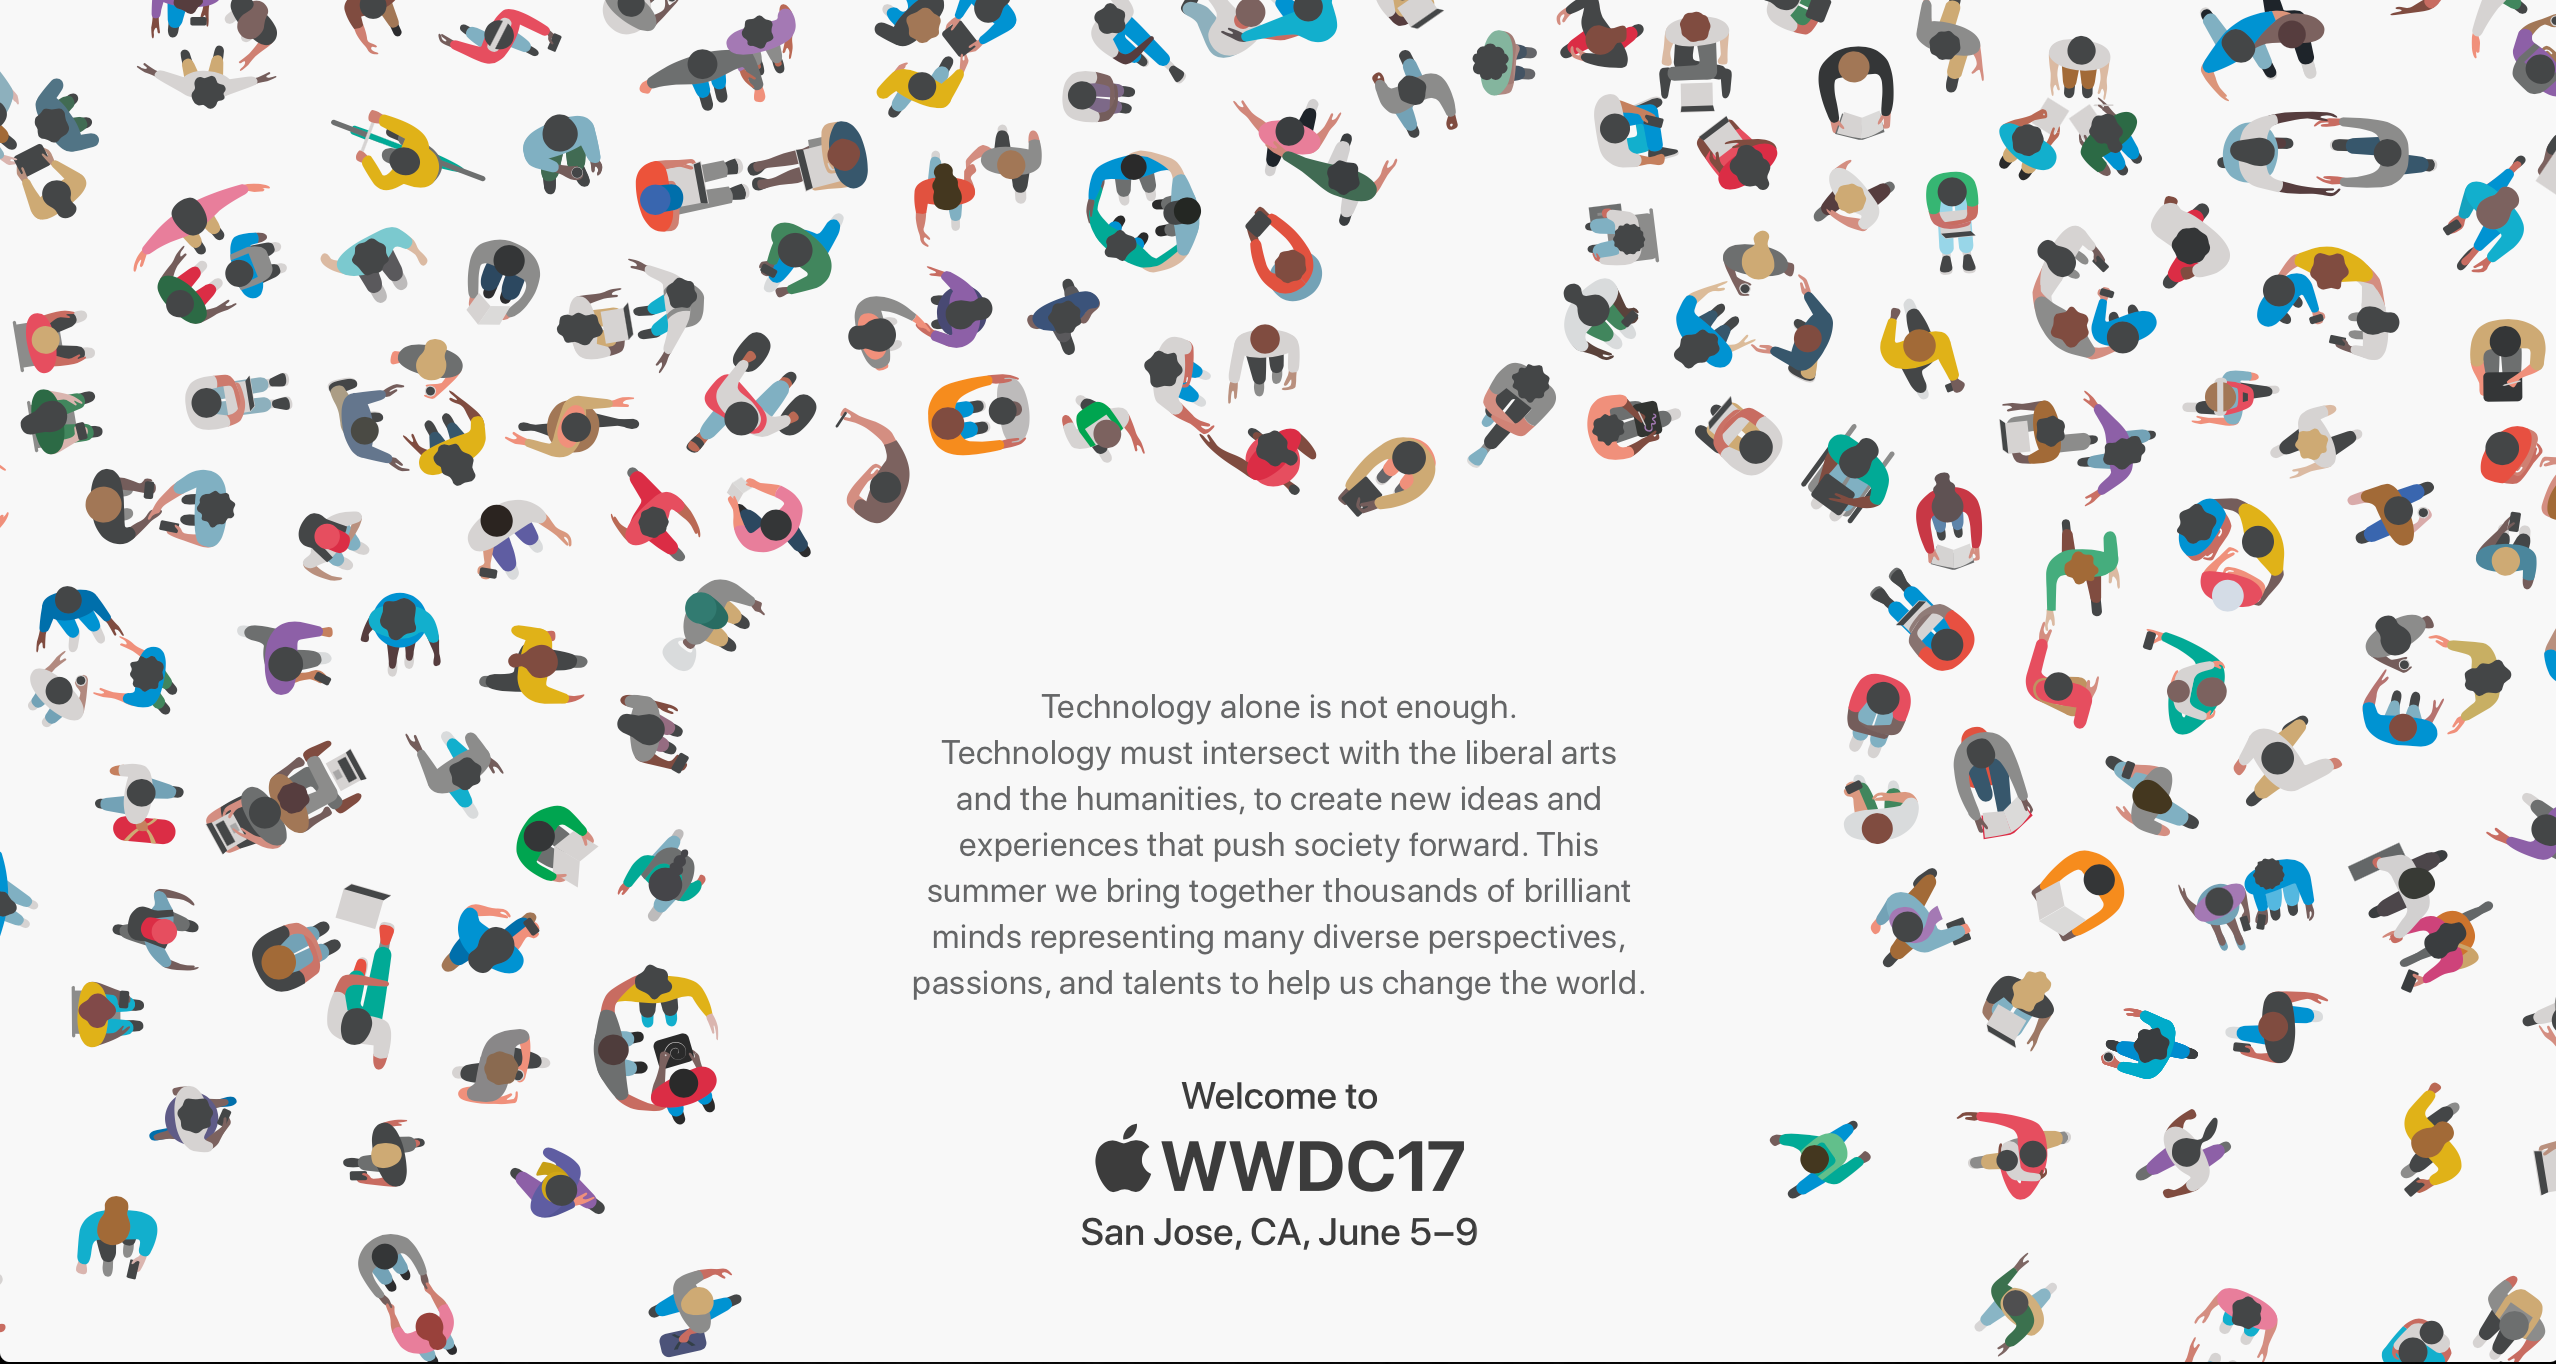 Technology alone is not enough.
Technology must intersect with the liberal arts
and the humanities, to create new ideas and
experiences that push society forward. This
summer we bring together thousands of brilliant
minds representing many diverse perspectives,
passions, and talents to help us change the world.
Welcome to
WWDC17
San Jose, CA, June 5–9